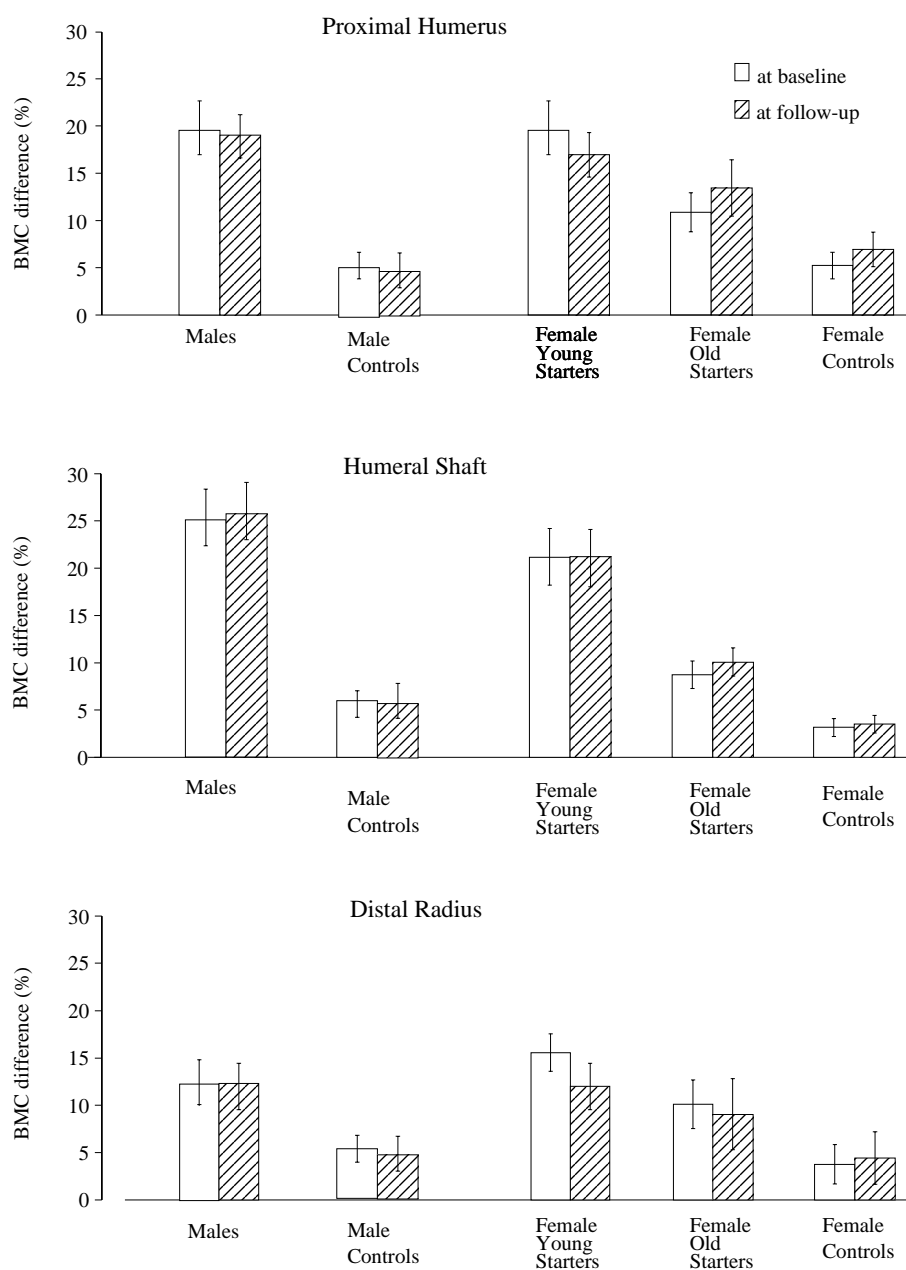 Proximal Humerus
BMC difference (%)
30
25
20
15
10
5
0
at baseline
at follow-up
Males
Male
Controls
Female
Young
Starters
Female
Old
Starters
Female
Controls
Humeral Shaft
BMC difference (%)
30
25
20
15
10
5
0
Males
Male
Controls
Female
Young
Starters
Female
Old
Starters
Female
Controls
Distal Radius
BMC difference (%)
30
25
20
15
10
5
0
Males
Male
Controls
Female
Young
Starters
Female
Old
Starters
Female
Controls